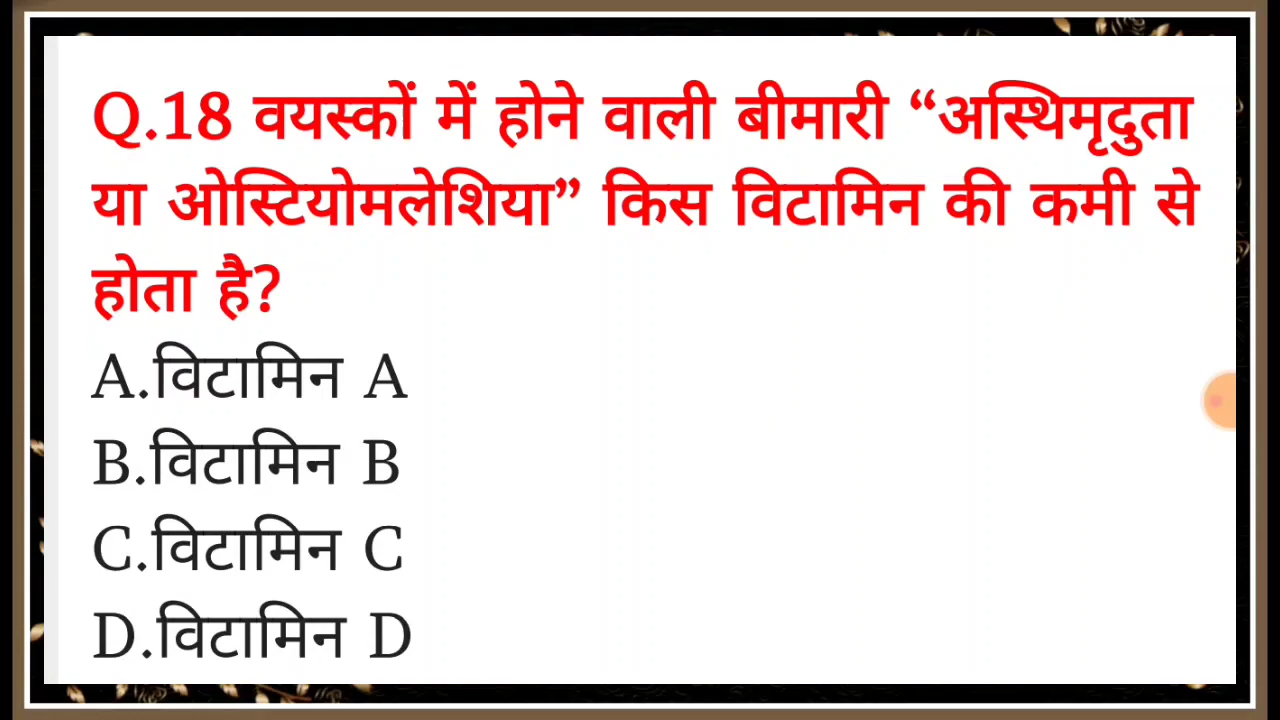 Q.18 वयस्कों में होने वाली बीमारी “अस्थिमृदुता
या ओस्टियोमलेशिया” किस विटामिन की कमी से
होता है?
A.विटामिन A
B.विटामिन B
C.विटामिन C
D.विटामिन D